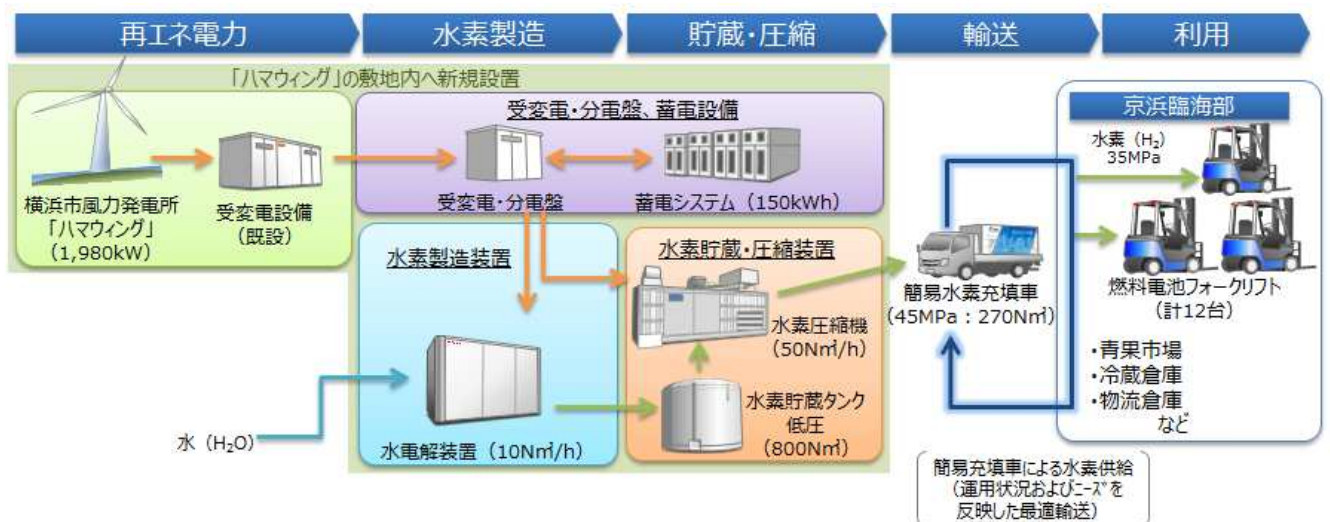 再エネ電力
水素製造
貯蔵・圧縮
輸送
利用
「ハマウィング」の敷地内へ新規設置
横浜市風力発電所
「ハマウィング」
(1,980kW)
受変電設備
(既設)
受変電・分電盤、蓄電設備
受変電・分電盤
蓄電システム(150kWh)
水素製造装置
水(H₂O)
水電解装置(10N㎥/h)
水素貯蔵・圧縮装置
水素圧縮機
(50N㎥/h)
水素貯蔵タンク
低圧
(800N㎥)
簡易水素充填車
(45MPa:270N㎥)
簡易充填車による水素供給
(運用状況およびニーズを
反映した最適輸送)
京浜臨海部
水素(H₂)
35MPa
燃料電池フォークリフト
(計12台)
・青果市場
・冷蔵倉庫
・物流倉庫
など